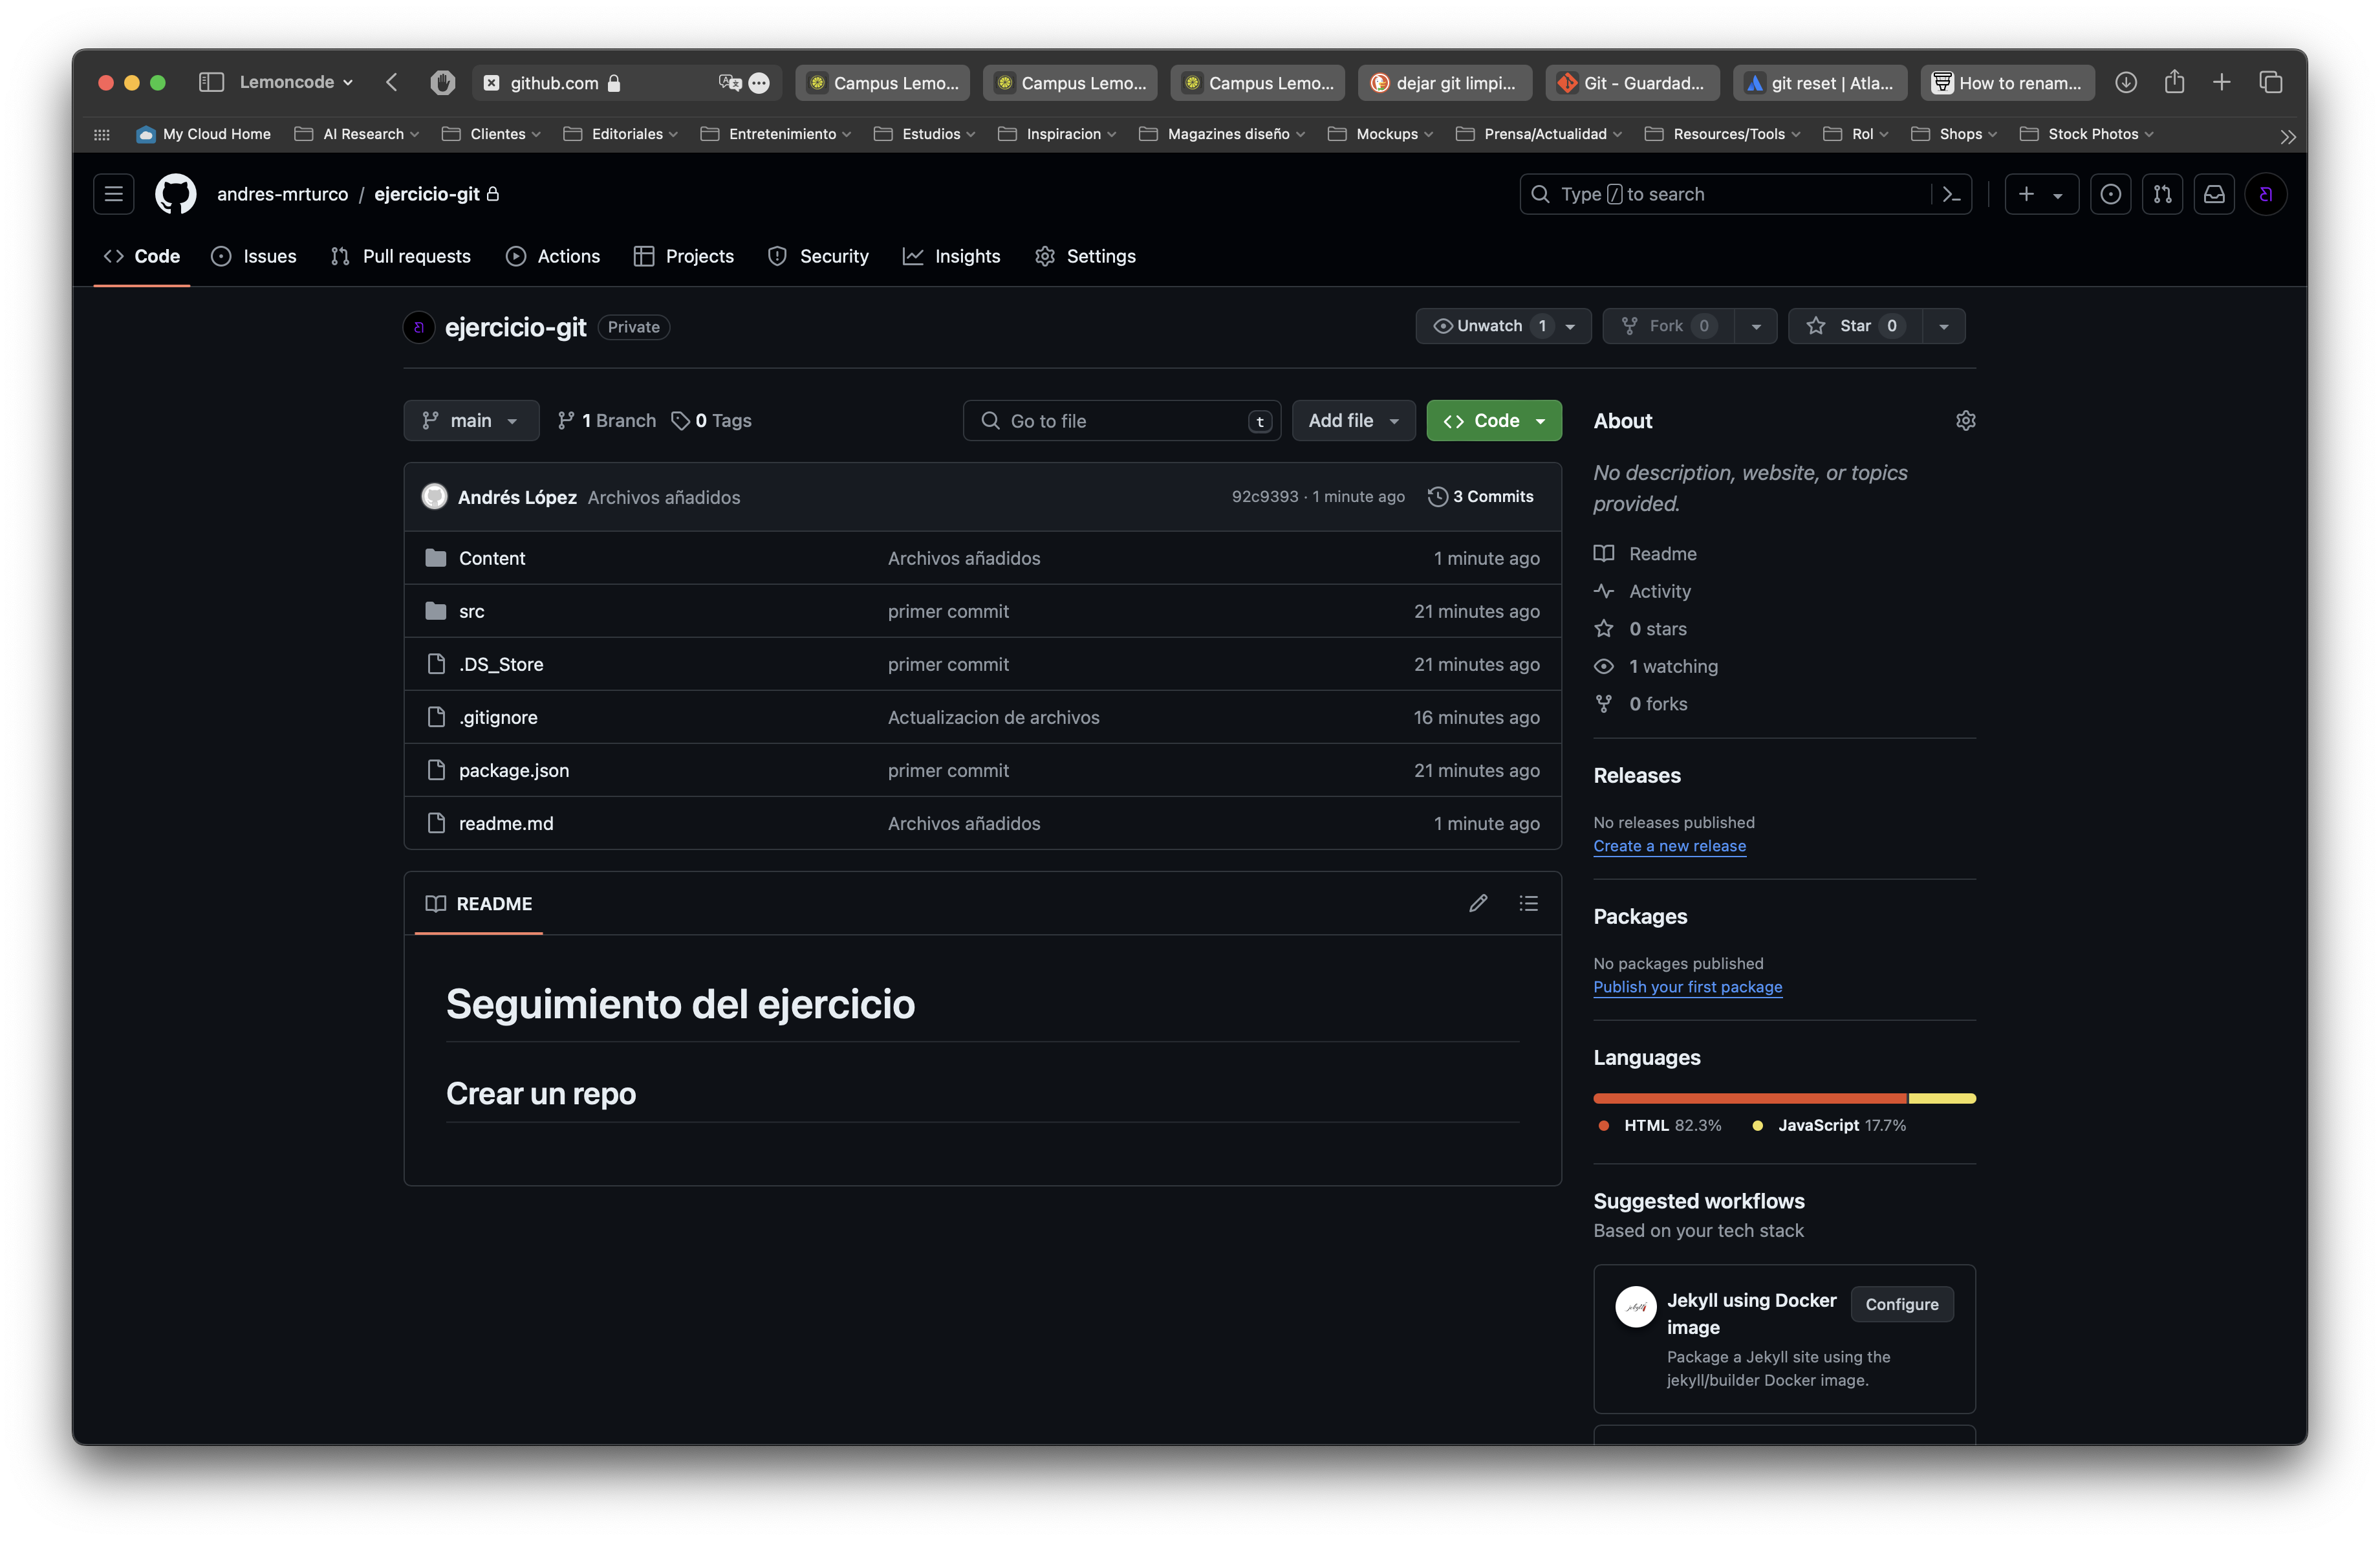 Lemoncode
github.com
Campus Lemo...
Campus Lemo...
Campus Lemo...
dejar git limpi...
Git - Guardad...
git reset | Atla...
How to renam...
My Cloud Home
AI Research
Clientes
Editoriales
Entretenimiento
Estudios
Inspiracion
Magazines diseño
Mockups
Prensa/Actualidad
Resources/Tools
Rol
Shops
Stock Photos
andres-mrturco / ejercicio-git
Type / to search
Code
Issues
Pull requests
Actions
Projects
Security
Insights
Settings
ejercicio-git Private
Unwatch 1
Fork 0
Star 0
main
1 Branch
0 Tags
Go to file t
Add file
Code
Andrés López Archivos añadidos 92c9393 · 1 minute ago 3 Commits
Content Archivos añadidos 1 minute ago
src primer commit 21 minutes ago
.DS_Store primer commit 21 minutes ago
.gitignore Actualizacion de archivos 16 minutes ago
package.json primer commit 21 minutes ago
readme.md Archivos añadidos 1 minute ago
README
Seguimiento del ejercicio
Crear un repo
About
No description, website, or topics
provided.
Readme
Activity
0 stars
1 watching
0 forks
Releases
No releases published
Create a new release
Packages
No packages published
Publish your first package
Languages
HTML 82.3% JavaScript 17.7%
Suggested workflows
Based on your tech stack
Jekyll using Docker
image
Configure
Package a Jekyll site using the
jekyll/builder Docker image.